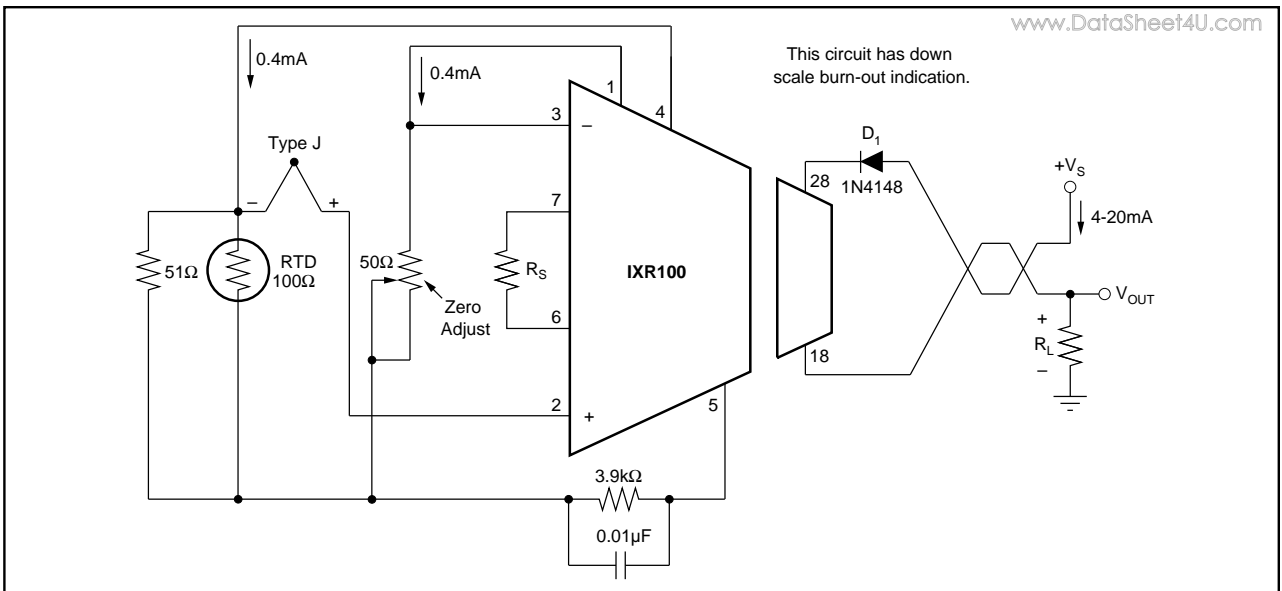 www.DataSheet4U.com
This circuit has down
scale burn-out indication.
0.4mA
0.4mA
1
4
3
–
Type J
–
+
D1
1N4148
28
+VS
4-20mA
7
51Ω
RTD
100Ω
50Ω
RS
IXR100
Zero
Adjust
6
VOUT
+
RL
–
18
2
+
5
3.9kΩ
0.01µF